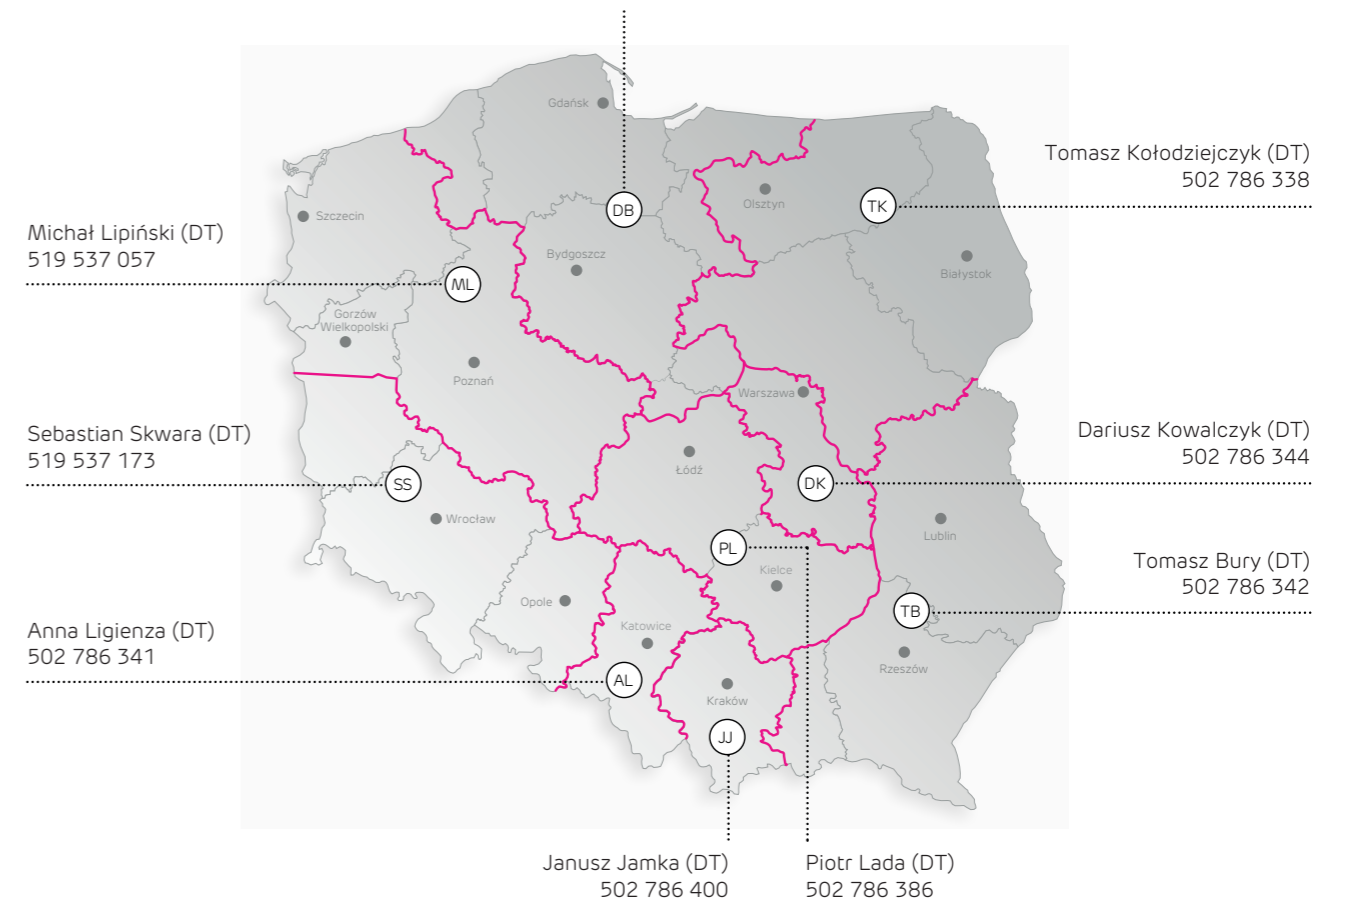 Gdańsk
Tomasz Kołodziejczyk (DT)
502 786 338
Olsztyn
TK
DB
Szczecin
Michał Lipiński (DT)
519 537 057
Bydgoszcz
Białystok
ML
Gorzów
Wielkopolski
Poznań
Warszawa
Sebastian Skwara (DT)
519 537 173
Dariusz Kowalczyk (DT)
502 786 344
Łódź
SS
DK
Wrocław
Lublin
PL
Tomasz Bury (DT)
502 786 342
Kielce
Opole
TB
Katowice
Anna Ligienza (DT)
502 786 341
Rzeszów
AL
Kraków
JJ
Janusz Jamka (DT)
502 786 400
Piotr Lada (DT)
502 786 386